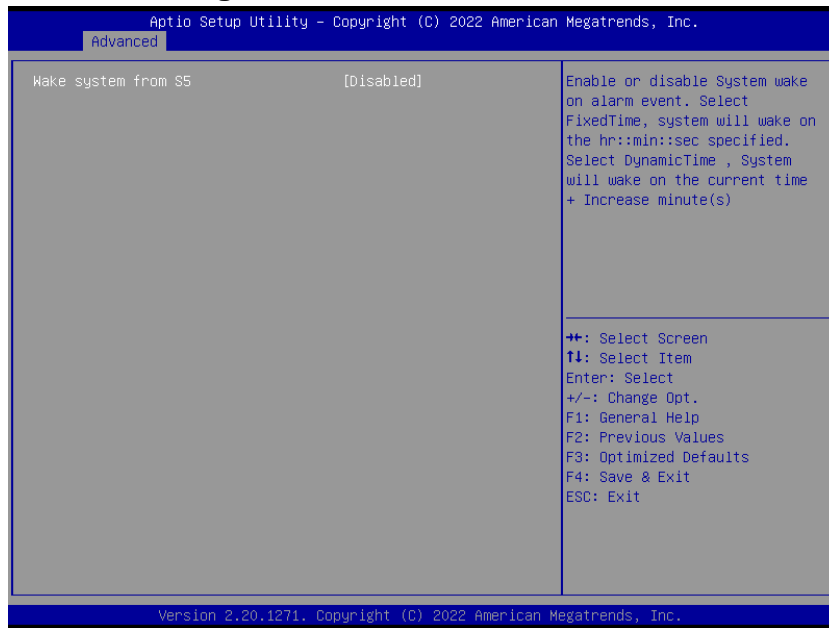 Aptio Setup Utility – Copyright (C) 2022 American Megatrends, Inc.
Advanced
Wake system from S5 [Disabled]
Enable or disable System wake
on alarm event. Select
FixedTime, system will wake on
the hr::min::sec specified.
Select DynamicTime , System
will wake on the current time
+ Increase minute(s)
→←: Select Screen
↑↓: Select Item
Enter: Select
+/-: Change Opt.
F1: General Help
F2: Previous Values
F3: Optimized Defaults
F4: Save & Exit
ESC: Exit
Version 2.20.1271. Copyright (C) 2022 American Megatrends, Inc.